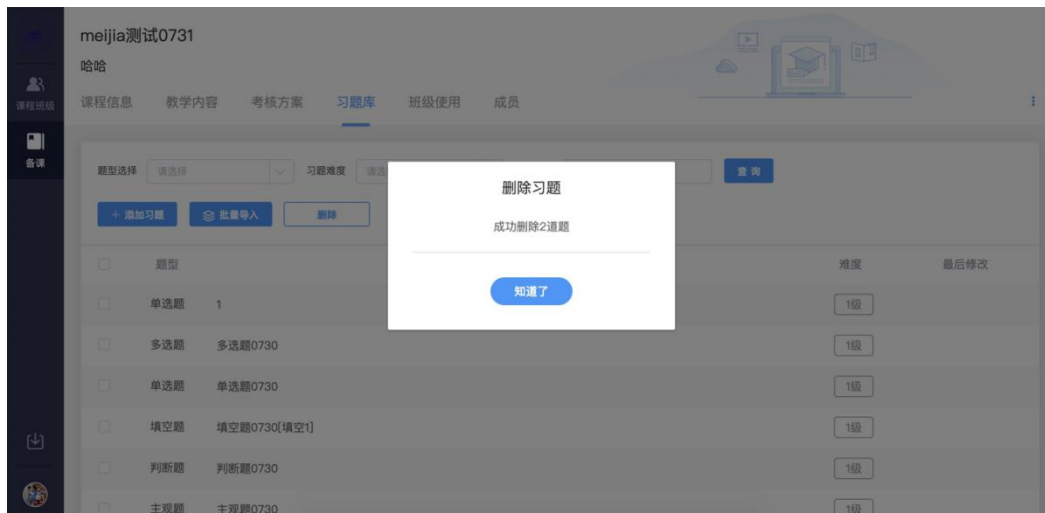 meijia测试0731
哈哈
课程班级
备课
课程信息 教学内容 考核方案 习题库 班级使用 成员
题型选择 请选择 习题难度 请选 查询
+ 添加习题 批量导入 删除
删除习题
成功删除2道题
知道了
题型 难度 最后修改
单选题 1 1级
多选题 多选题0730 1级
单选题 单选题0730 1级
填空题 填空题0730[填空1] 1级
判断题 判断题0730 1级
主观题 主观题0730 1级